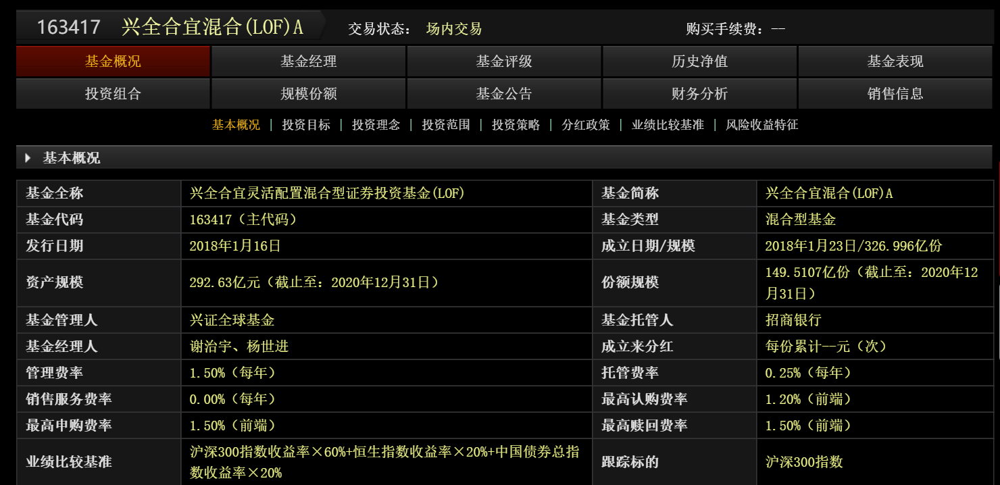 163417 兴全合宜混合(LOF)A 交易状态: 场内交易 购买手续费: --
基金概况 基金经理 基金评级 历史净值 基金表现
投资组合 规模份额 基金公告 财务分析 销售信息
基本概况 | 投资目标 | 投资理念 | 投资范围 | 投资策略 | 分红政策 | 业绩比较基准 | 风险收益特征
基本概况
基金全称 兴全合宜灵活配置混合型证券投资基金(LOF) 基金简称 兴全合宜混合(LOF)A
基金代码 163417（主代码） 基金类型 混合型基金
发行日期 2018年1月16日 成立日期/规模 2018年1月23日/326.996亿份
资产规模 292.63亿元（截止至：2020年12月31日） 份额规模 149.5107亿份（截止至：2020年12
月31日）
基金管理人 兴证全球基金 基金托管人 招商银行
基金经理人 谢治宇、杨世进 成立来分红 每份累计--元（次）
管理费率 1.50%（每年） 托管费率 0.25%（每年）
销售服务费率 0.00%（每年） 最高认购费率 1.20%（前端）
最高申购费率 1.50%（前端） 最高赎回费率 1.50%（前端）
业绩比较基准 沪深300指数收益率×60%+恒生指数收益率×20%+中国债券总指
数收益率×20% 跟踪标的 沪深300指数